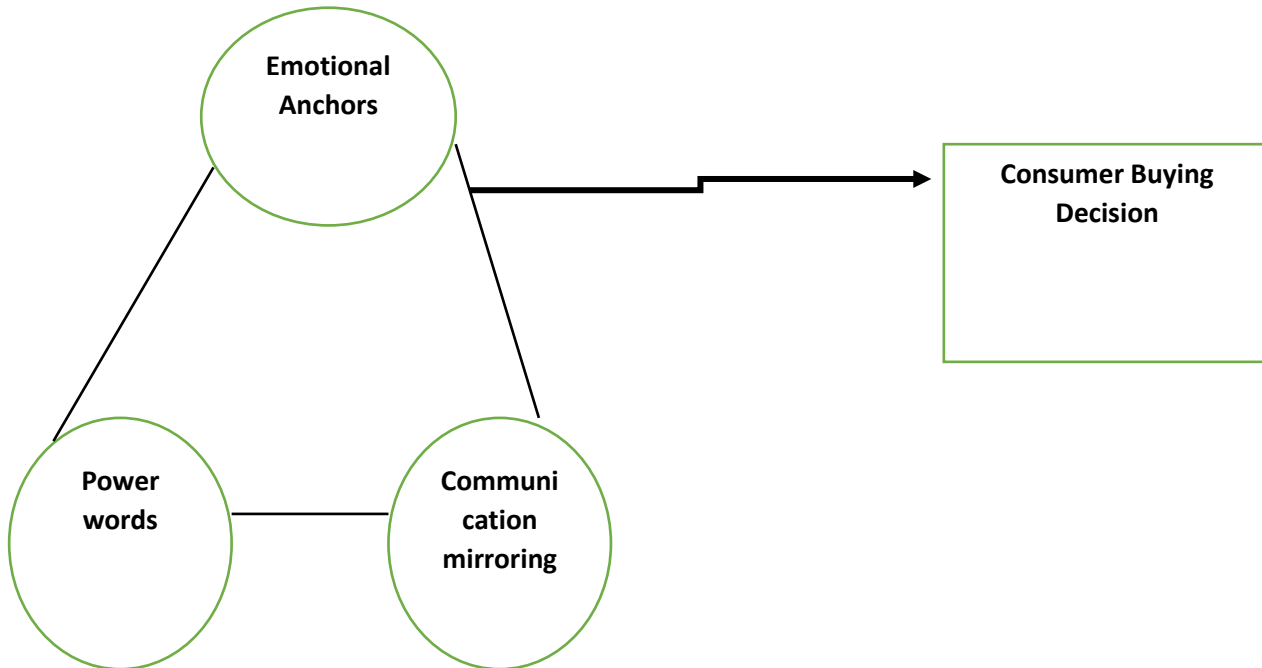 Emotional
Anchors
Consumer Buying
Decision
Power
words
Communi
cation
mirroring